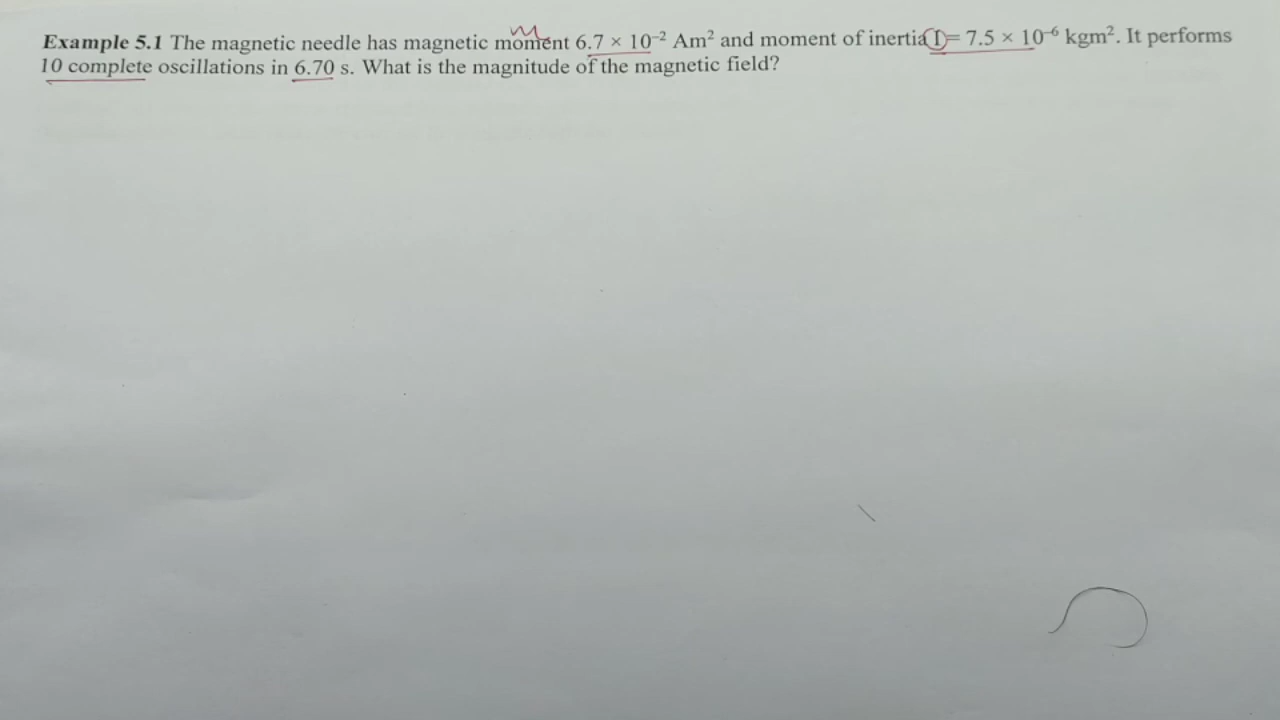 m
Example 5.1 The magnetic needle has magnetic moment 6.7 × 10⁻² Am² and moment of inertia I = 7.5 × 10⁻⁶ kgm². It performs
10 complete oscillations in 6.70 s. What is the magnitude of the magnetic field?